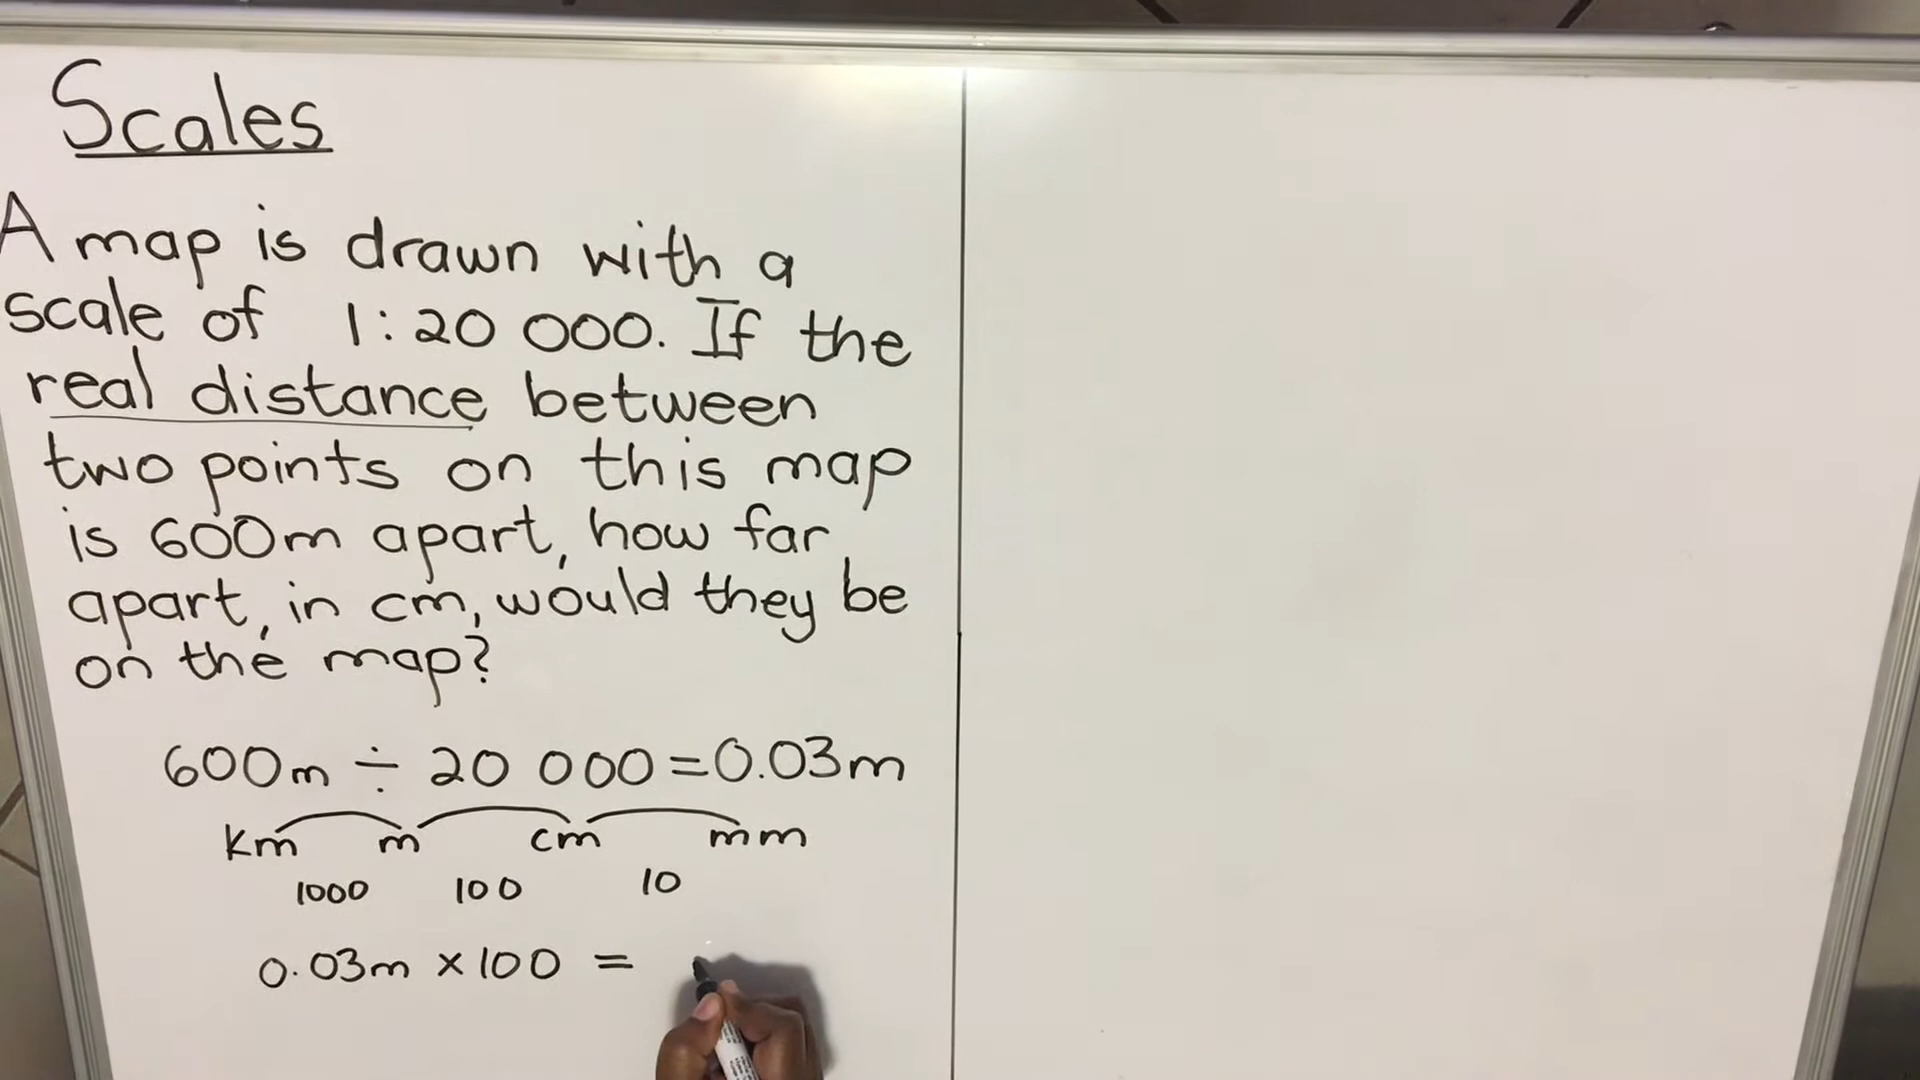 Scales
A map is drawn with a
scale of 1:20 000. If the
real distance between
two points on this map
is 600m apart, how far
apart, in cm, would they be
on the map?
600m ÷ 20 000 = 0.03m
km m cm mm
1000 100 10
0.03m × 100 =